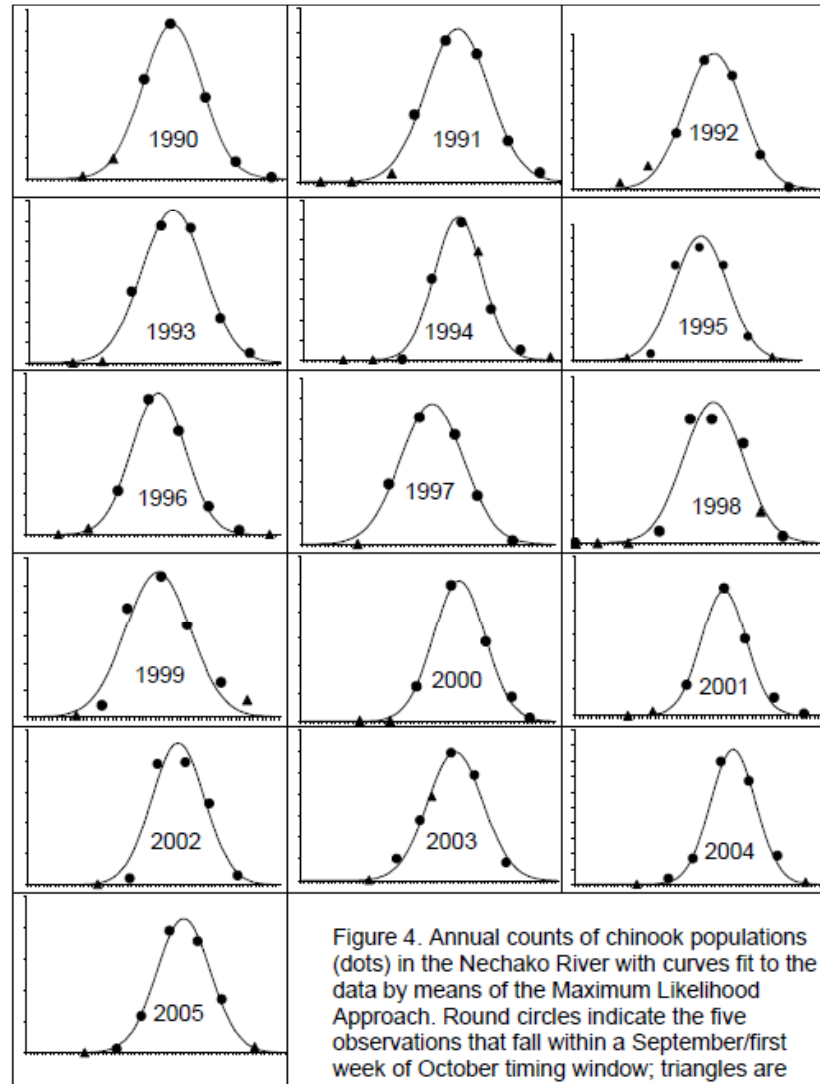 1990
1991
1992
1993
1994
1995
1996
1997
1998
1999
2000
2001
2002
2003
2004
2005
Figure 4. Annual counts of chinook populations
(dots) in the Nechako River with curves fit to the
data by means of the Maximum Likelihood
Approach. Round circles indicate the five
observations that fall within a September/first
week of October timing window; triangles are